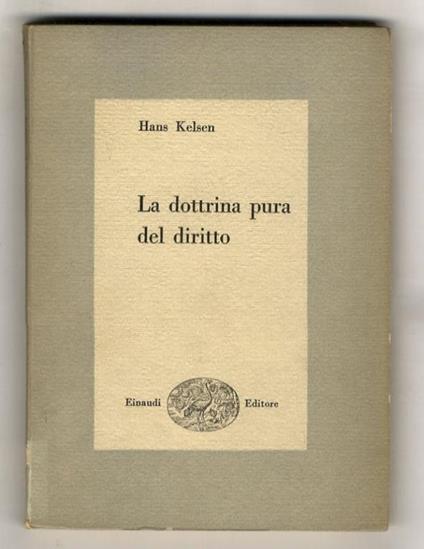 Hans Kelsen
La dottrina pura
del diritto
Einaudi Editore